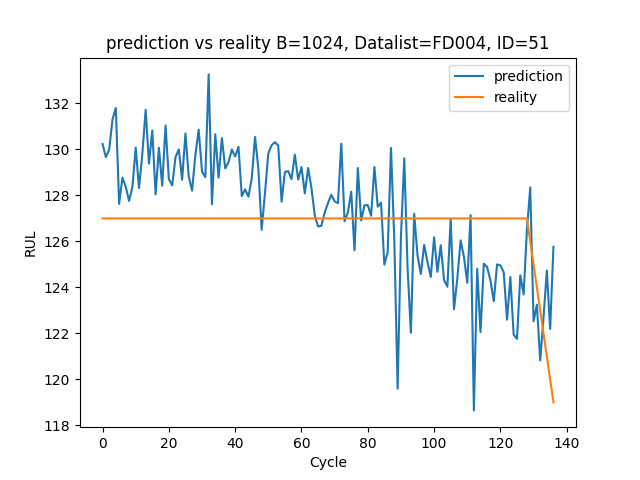 prediction vs reality B=1024, Datalist=FD004, ID=51
prediction
reality
RUL
132
130
128
126
124
122
120
118
0 20 40 60 80 100 120 140
Cycle